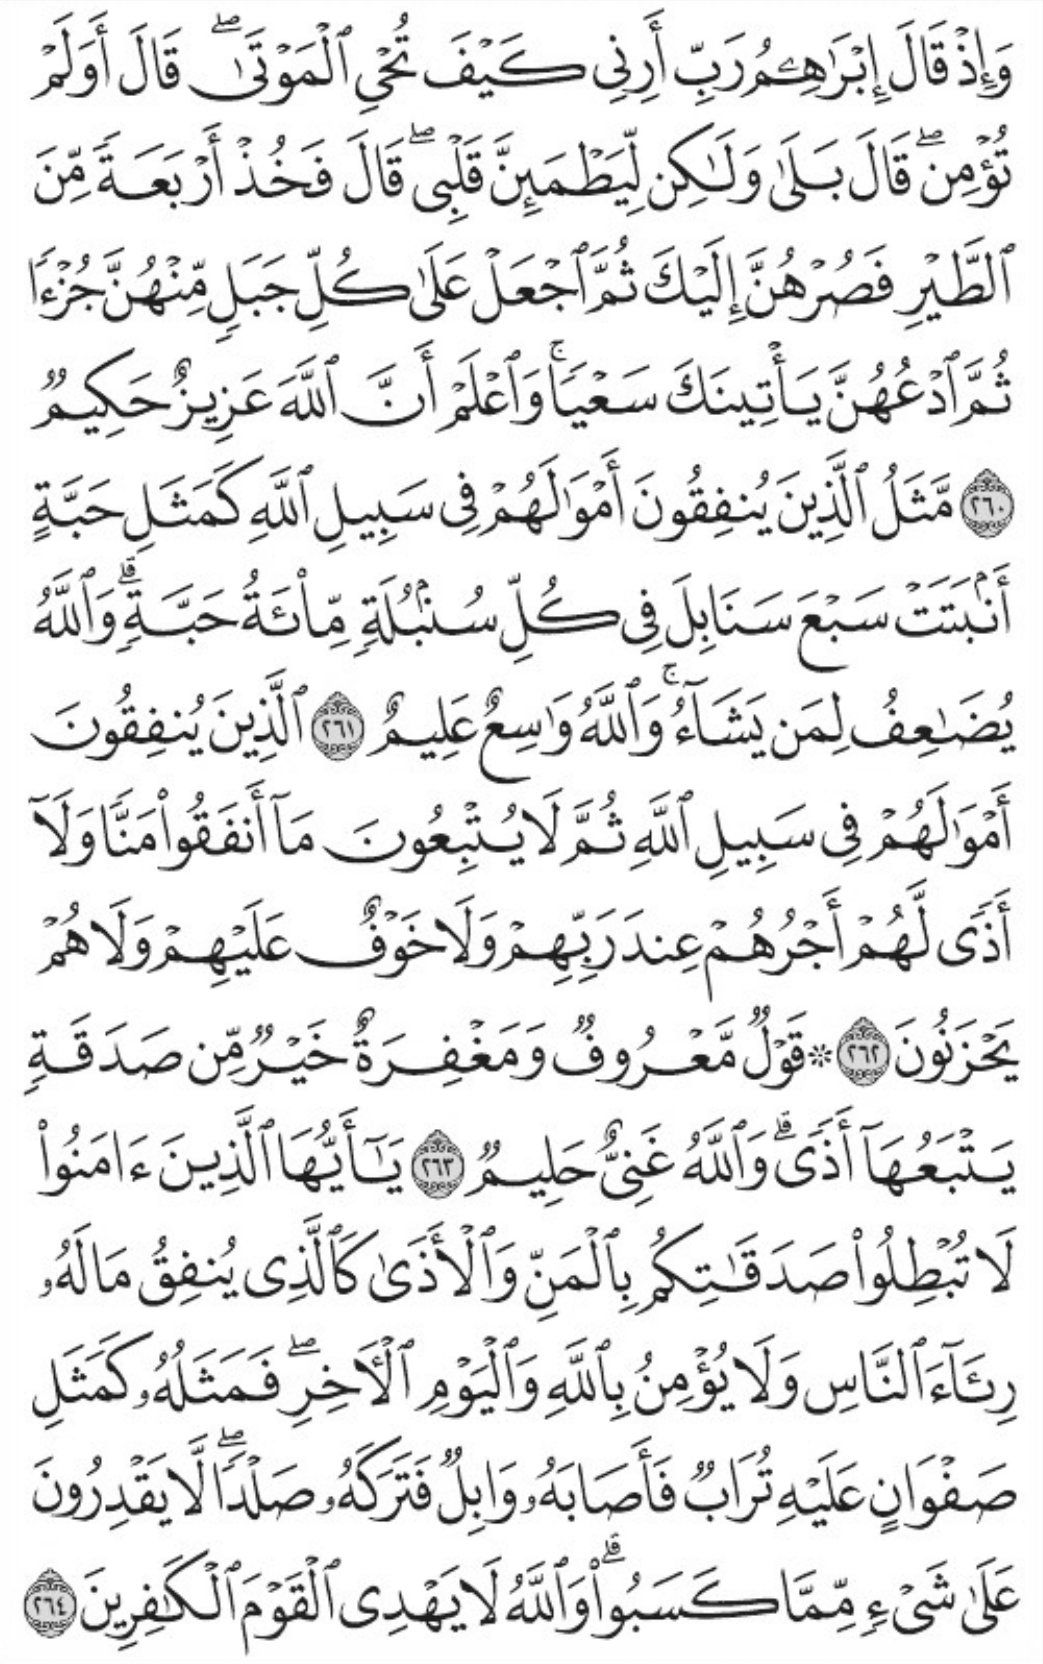 وَإِذْ قَالَ إِبْرَٰهِـۧمُ رَبِّ أَرِنِى كَيْفَ تُحْىِ ٱلْمَوْتَىٰ ۖ قَالَ أَوَلَمْ
تُؤْمِن ۖ قَالَ بَلَىٰ وَلَـٰكِن لِّيَطْمَئِنَّ قَلْبِى ۖ قَالَ فَخُذْ أَرْبَعَةً مِّنَ
ٱلطَّيْرِ فَصُرْهُنَّ إِلَيْكَ ثُمَّ ٱجْعَلْ عَلَىٰ كُلِّ جَبَلٍ مِّنْهُنَّ جُزْءًا
ثُمَّ ٱدْعُهُنَّ يَأْتِينَكَ سَعْيًا ۚ وَٱعْلَمْ أَنَّ ٱللَّهَ عَزِيزٌ حَكِيمٌ
٢٦٠ مَّثَلُ ٱلَّذِينَ يُنفِقُونَ أَمْوَٰلَهُمْ فِى سَبِيلِ ٱللَّهِ كَمَثَلِ حَبَّةٍ
أَنۢبَتَتْ سَبْعَ سَنَابِلَ فِى كُلِّ سُنۢبُلَةٍ مِّا۟ئَةُ حَبَّةٍ ۗ وَٱللَّهُ
يُضَـٰعِفُ لِمَن يَشَآءُ ۚ وَٱللَّهُ وَٰسِعٌ عَلِيمٌ ٢٦١ ٱلَّذِينَ يُنفِقُونَ
أَمْوَٰلَهُمْ فِى سَبِيلِ ٱللَّهِ ثُمَّ لَا يُتْبِعُونَ مَآ أَنفَقُوا۟ مَنًّا وَلَآ
أَذًى لَّهُمْ أَجْرُهُمْ عِندَ رَبِّهِمْ وَلَا خَوْفٌ عَلَيْهِمْ وَلَا هُمْ
يَحْزَنُونَ ٢٦٢ ۞ قَوْلٌ مَّعْرُوفٌ وَمَغْفِرَةٌ خَيْرٌ مِّن صَدَقَةٍ
يَتْبَعُهَآ أَذًى ۗ وَٱللَّهُ غَنِىٌّ حَلِيمٌ ٢٦٣ يَـٰٓأَيُّهَا ٱلَّذِينَ ءَامَنُوا۟
لَا تُبْطِلُوا۟ صَدَقَـٰتِكُم بِٱلْمَنِّ وَٱلْأَذَىٰ كَٱلَّذِى يُنفِقُ مَالَهُۥ
رِئَآءَ ٱلنَّاسِ وَلَا يُؤْمِنُ بِٱللَّهِ وَٱلْيَوْمِ ٱلْـَٔاخِرِ ۖ فَمَثَلُهُۥ كَمَثَلِ
صَفْوَانٍ عَلَيْهِ تُرَابٌ فَأَصَابَهُۥ وَابِلٌ فَتَرَكَهُۥ صَلْدًا ۖ لَّا يَقْدِرُونَ
عَلَىٰ شَىْءٍ مِّمَّا كَسَبُوا۟ ۗ وَٱللَّهُ لَا يَهْدِى ٱلْقَوْمَ ٱلْكَـٰفِرِينَ ٢٦٤